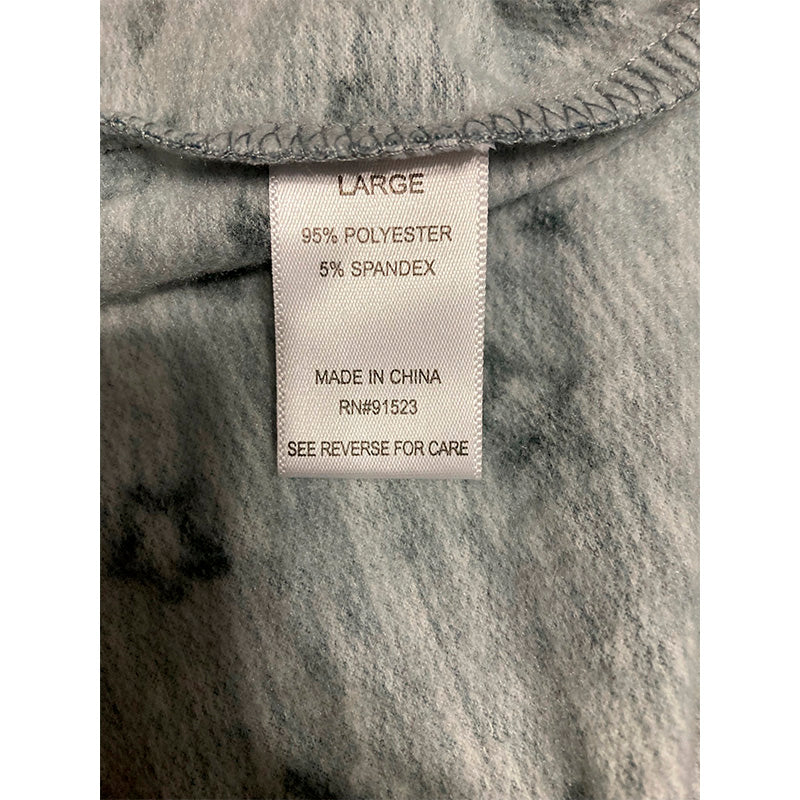 LARGE
95% POLYESTER
5% SPANDEX
MADE IN CHINA
RN#91523
SEE REVERSE FOR CARE